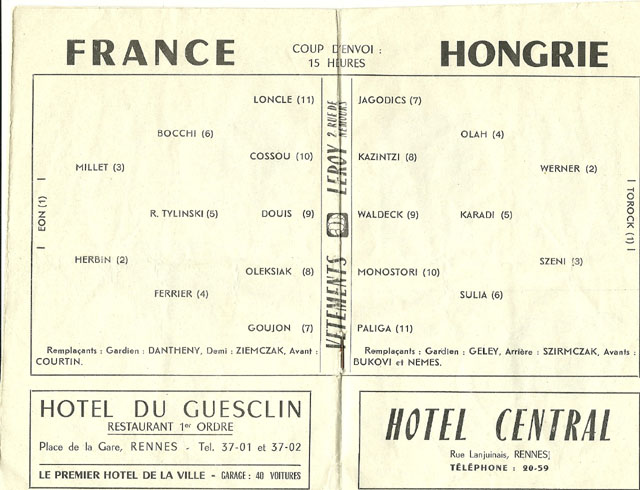 FRANCE
COUP D'ENVOI :
15 HEURES
HONGRIE
LONCLE (11)
BOCCHI (6)
COSSOU (10)
MILLET (3)
EON (1)
R. TYLINSKI (5)
DOUIS (9)
HERBIN (2)
OLEKSIAK (8)
FERRIER (4)
GOUJON (7)
Remplaçants : Gardien : DANTHENY, Demi : ZIEMCZAK, Avant :
COURTIN.
VETEMENTS LEROY 2, RUE DE NEMOURS
JAGODICS (7)
OLAH (4)
KAZINTZI (8)
WERNER (2)
WALDECK (9)
KARADI (5)
TOROCK (1)
SZENI (3)
MONOSTORI (10)
SULIA (6)
PALIGA (11)
Remplaçants : Gardien : GELEY, Arrière : SZIRMCZAK, Avants :
BUKOVI et NEMES.
HOTEL DU GUESCLIN
RESTAURANT 1er ORDRE
Place de la Gare, RENNES - Tel. 37-01 et 37-02
LE PREMIER HOTEL DE LA VILLE - GARAGE : 40 VOITURES
HOTEL CENTRAL
Rue Lanjuinais, RENNES
TÉLÉPHONE : 20-59